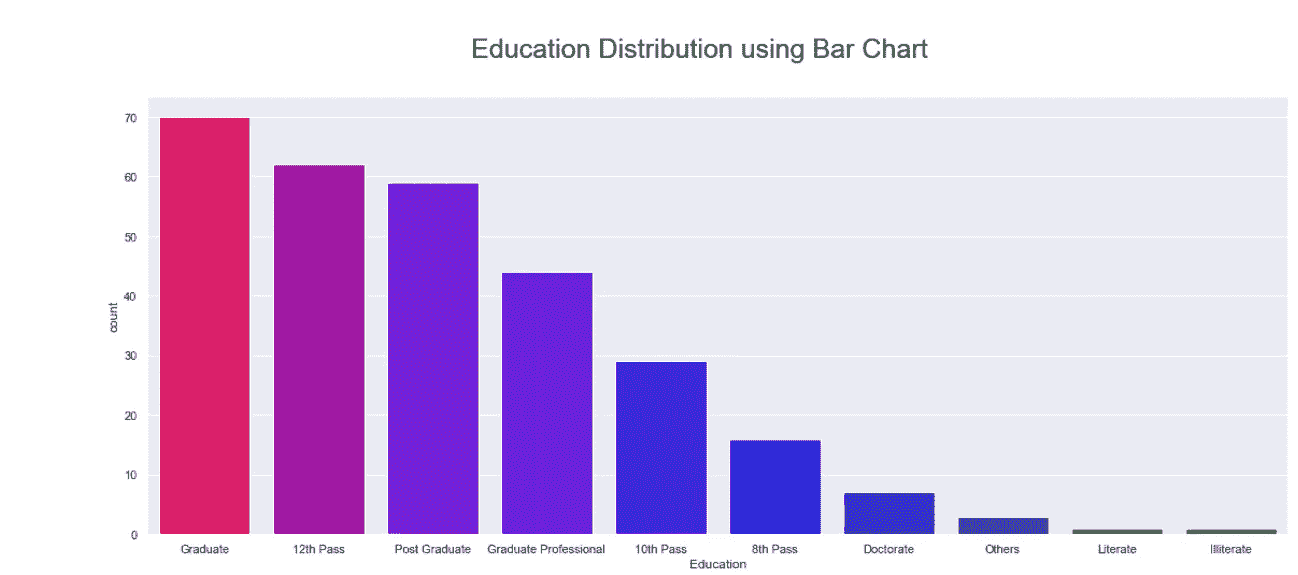 Education Distribution using Bar Chart
70
60
50
40
30
20
10
0
count
Graduate 12th Pass Post Graduate Graduate Professional 10th Pass 8th Pass Doctorate Others Literate Illiterate
Education